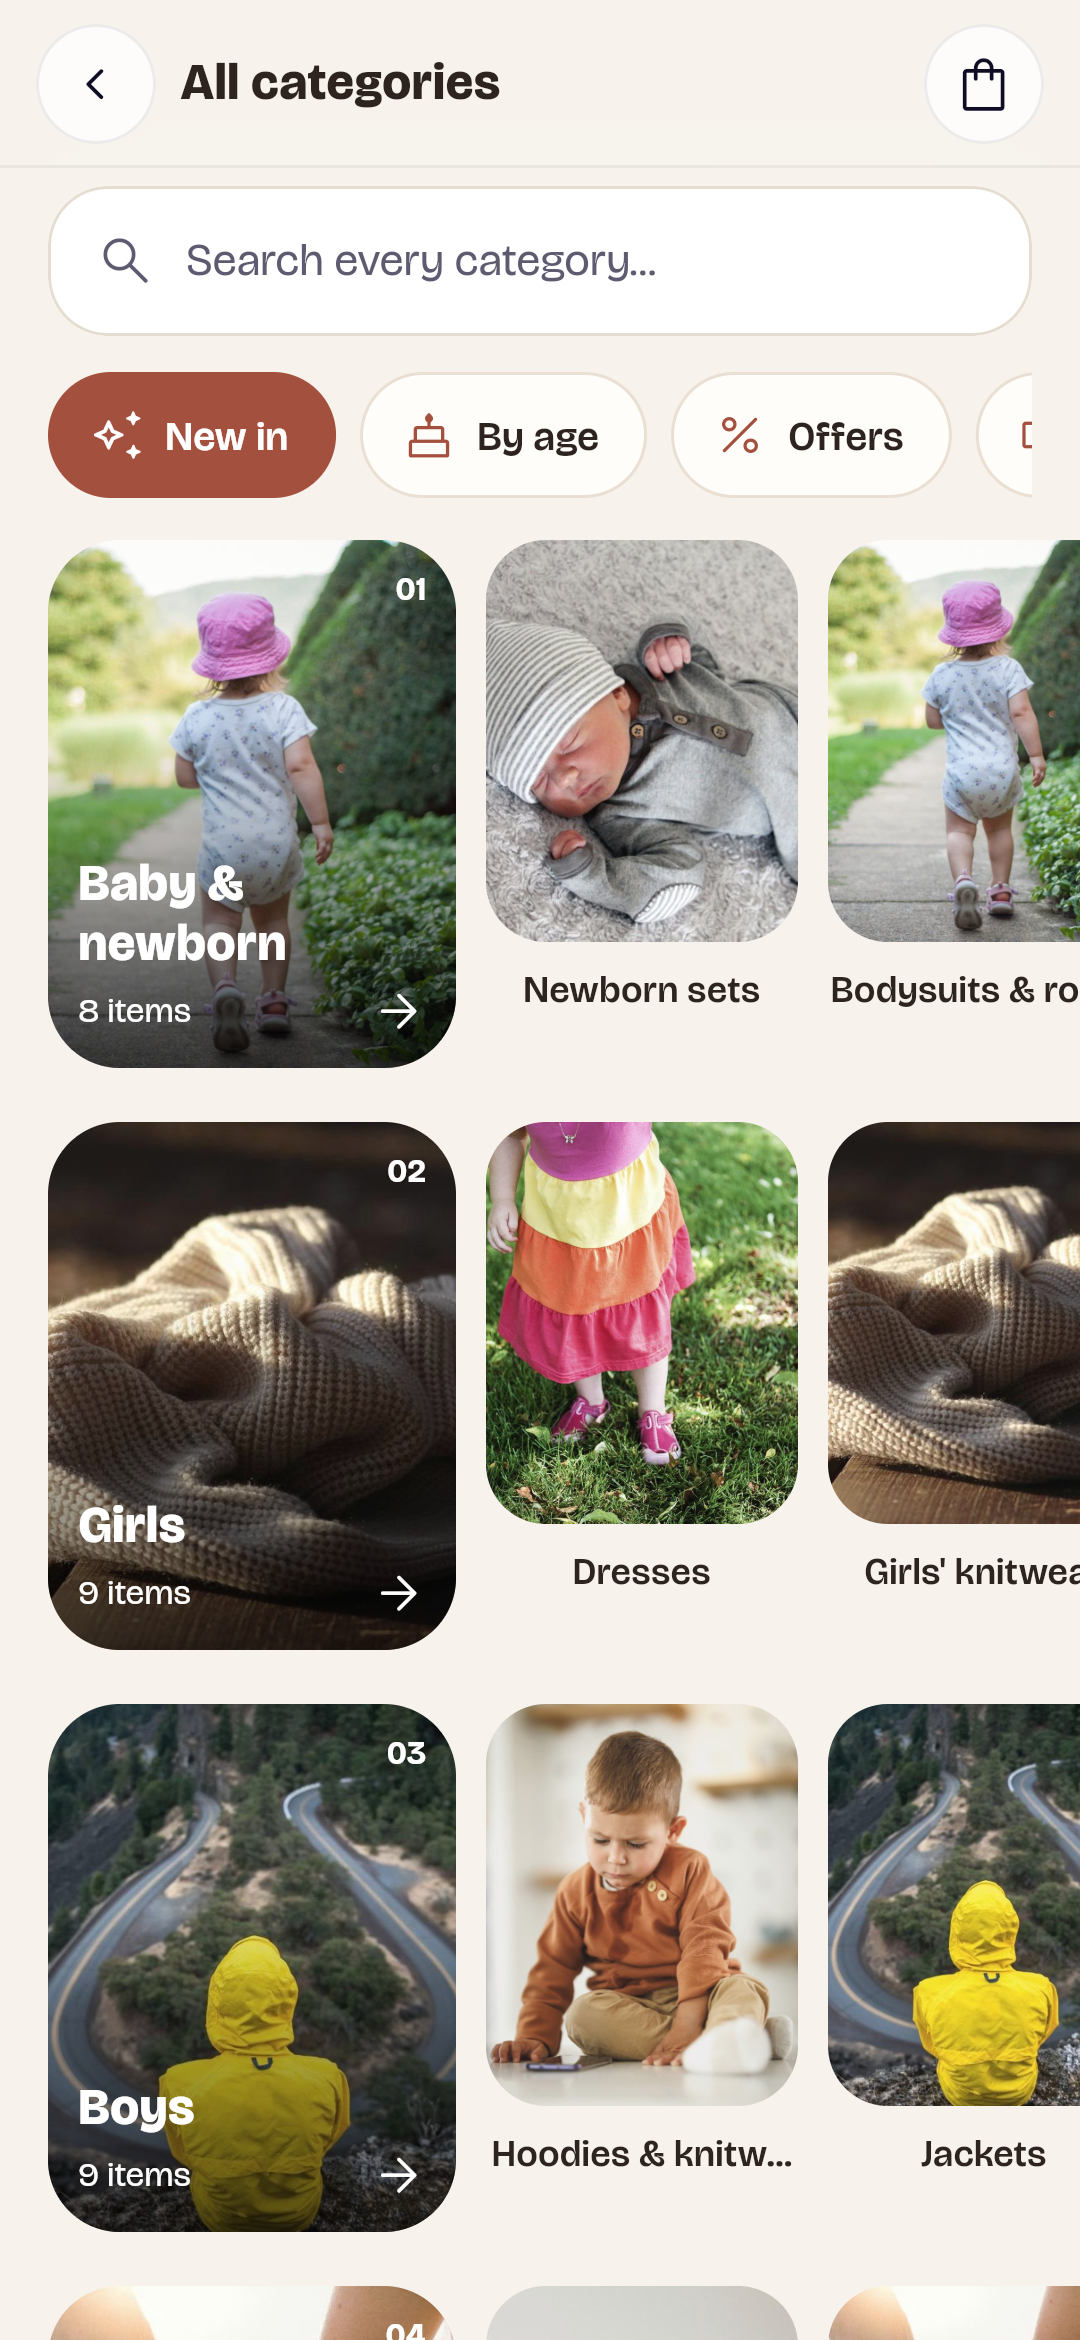 All categories
Search every category...
New in
By age
Offers
01
Baby &
newborn
8 items
Newborn sets
Bodysuits & ro
02
Girls
9 items
Dresses
Girls' knitwea
03
Boys
9 items
Hoodies & knitw...
Jackets
04